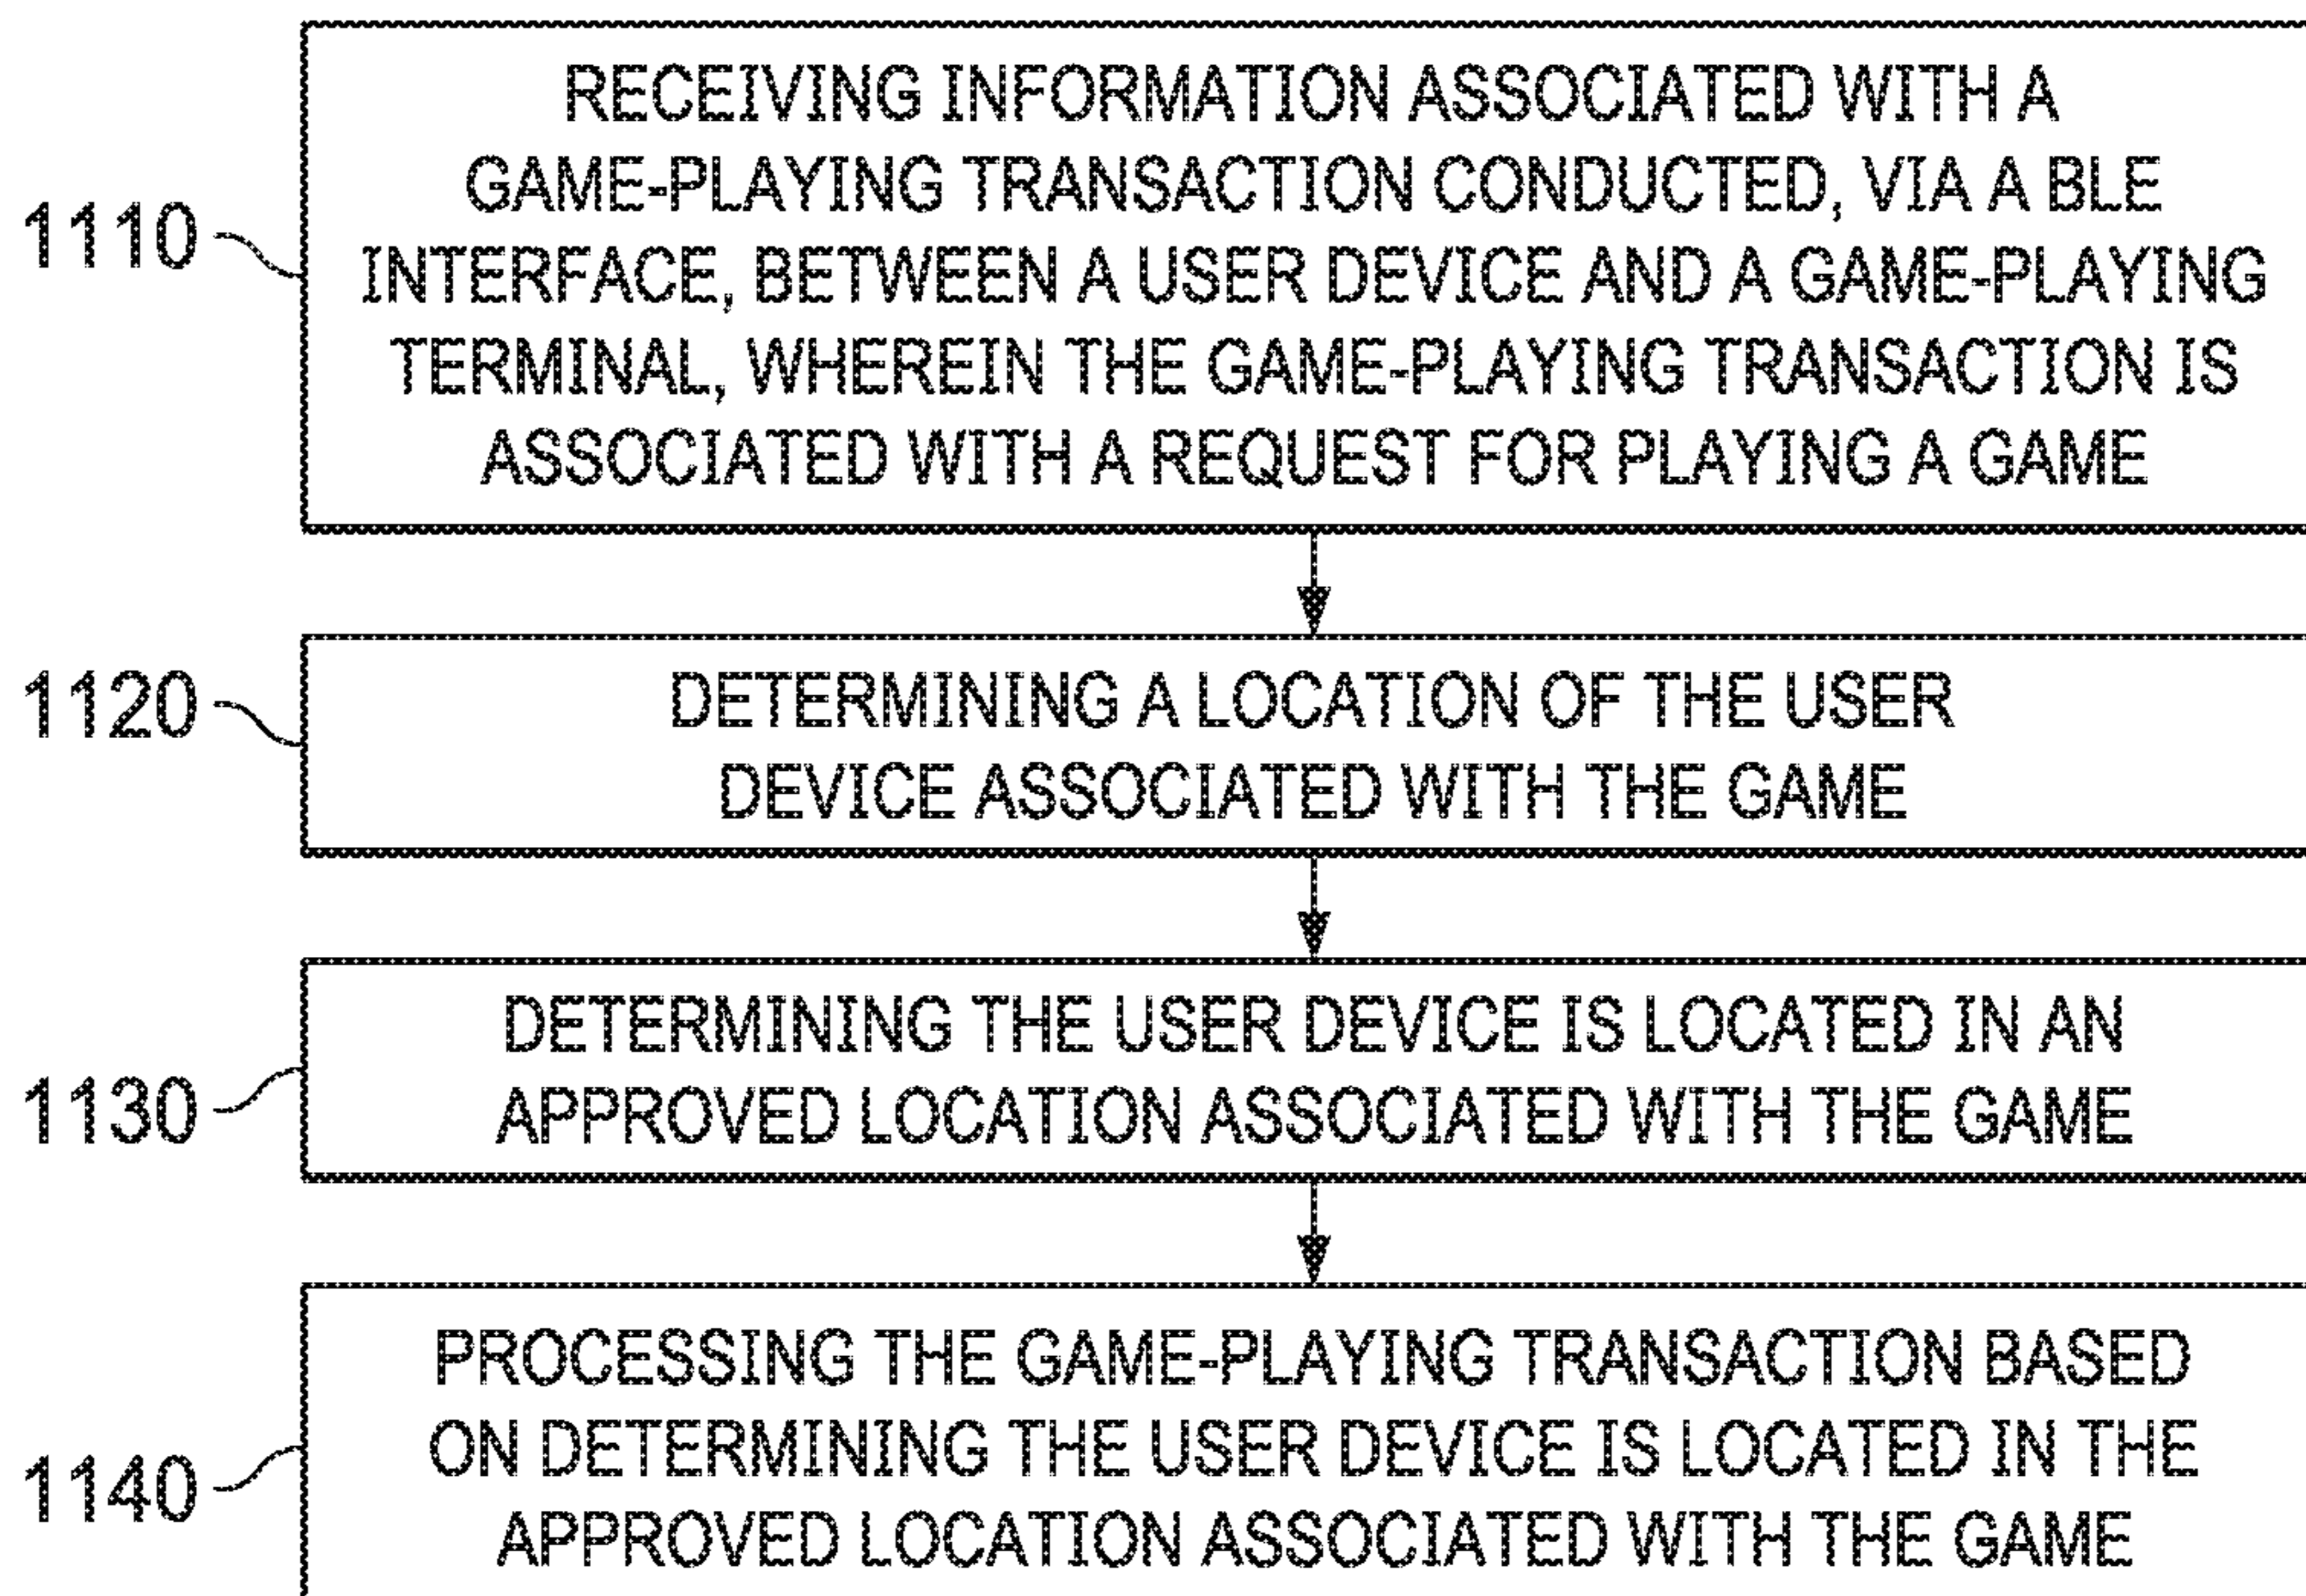 1110
RECEIVING INFORMATION ASSOCIATED WITH A
GAME-PLAYING TRANSACTION CONDUCTED, VIA A BLE
INTERFACE, BETWEEN A USER DEVICE AND A GAME-PLAYING
TERMINAL, WHEREIN THE GAME-PLAYING TRANSACTION IS
ASSOCIATED WITH A REQUEST FOR PLAYING A GAME
1120
DETERMINING A LOCATION OF THE USER
DEVICE ASSOCIATED WITH THE GAME
1130
DETERMINING THE USER DEVICE IS LOCATED IN AN
APPROVED LOCATION ASSOCIATED WITH THE GAME
1140
PROCESSING THE GAME-PLAYING TRANSACTION BASED
ON DETERMINING THE USER DEVICE IS LOCATED IN THE
APPROVED LOCATION ASSOCIATED WITH THE GAME